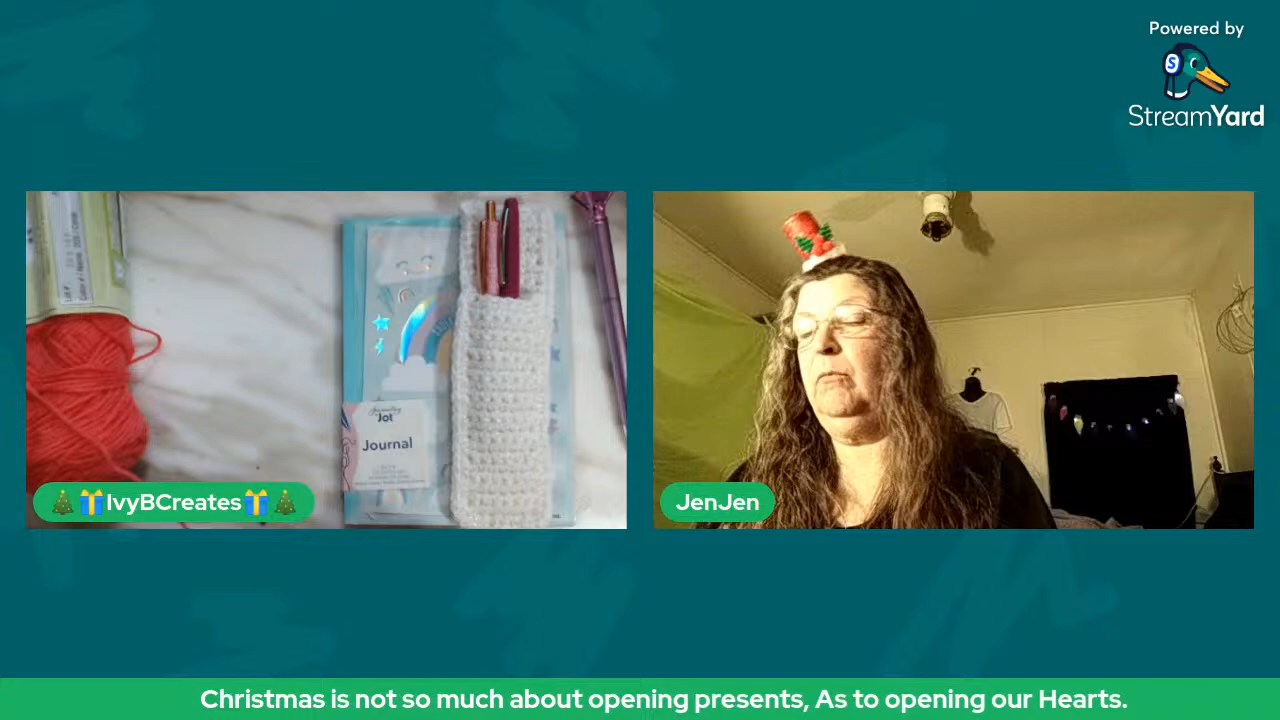 Powered by
StreamYard
Journal
🎄🎁IvyBCreates🎁🎄
JenJen
Christmas is not so much about opening presents, As to opening our Hearts.